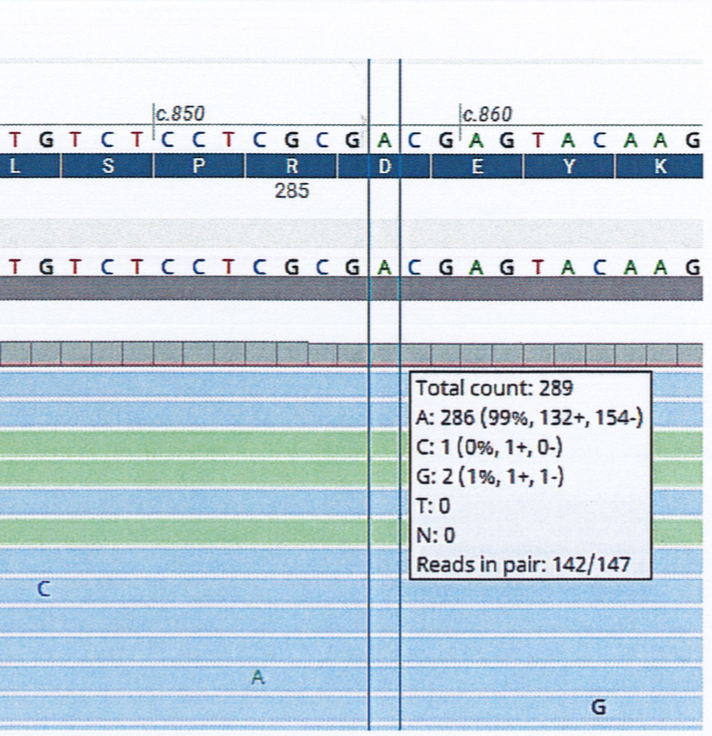 c.850 c.860
T G T C T C C T C G C G A C G A G T A C A A G
L S P R D E Y K
285
T G T C T C C T C G C G A C G A G T A C A A G
Total count: 289
A: 286 (99%, 132+, 154-)
C: 1 (0%, 1+, 0-)
G: 2 (1%, 1+, 1-)
T: 0
N: 0
Reads in pair: 142/147
C
A
G